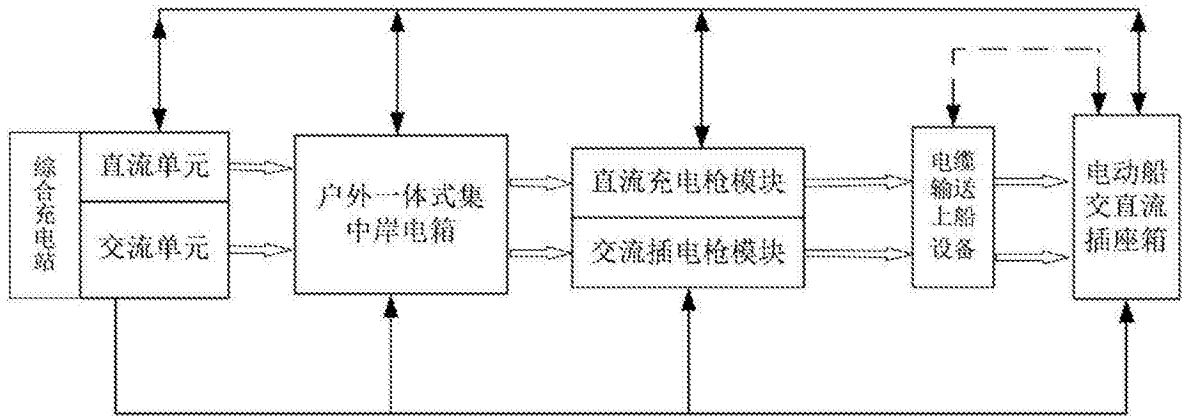 综合充电站
直流单元
交流单元
户外一体式集
中岸电箱
直流充电枪模块
交流插电枪模块
电缆
输送
上船
设备
电动船
交直流
插座箱